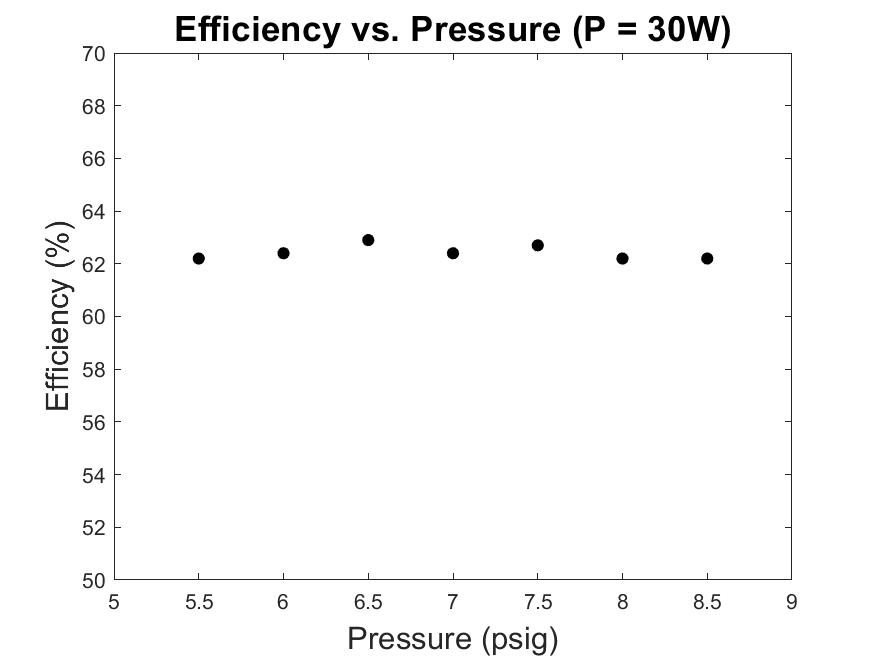 Efficiency vs. Pressure (P = 30W)
70
68
66
64
62
60
58
56
54
52
50
Efficiency (%)
5 5.5 6 6.5 7 7.5 8 8.5 9
Pressure (psig)